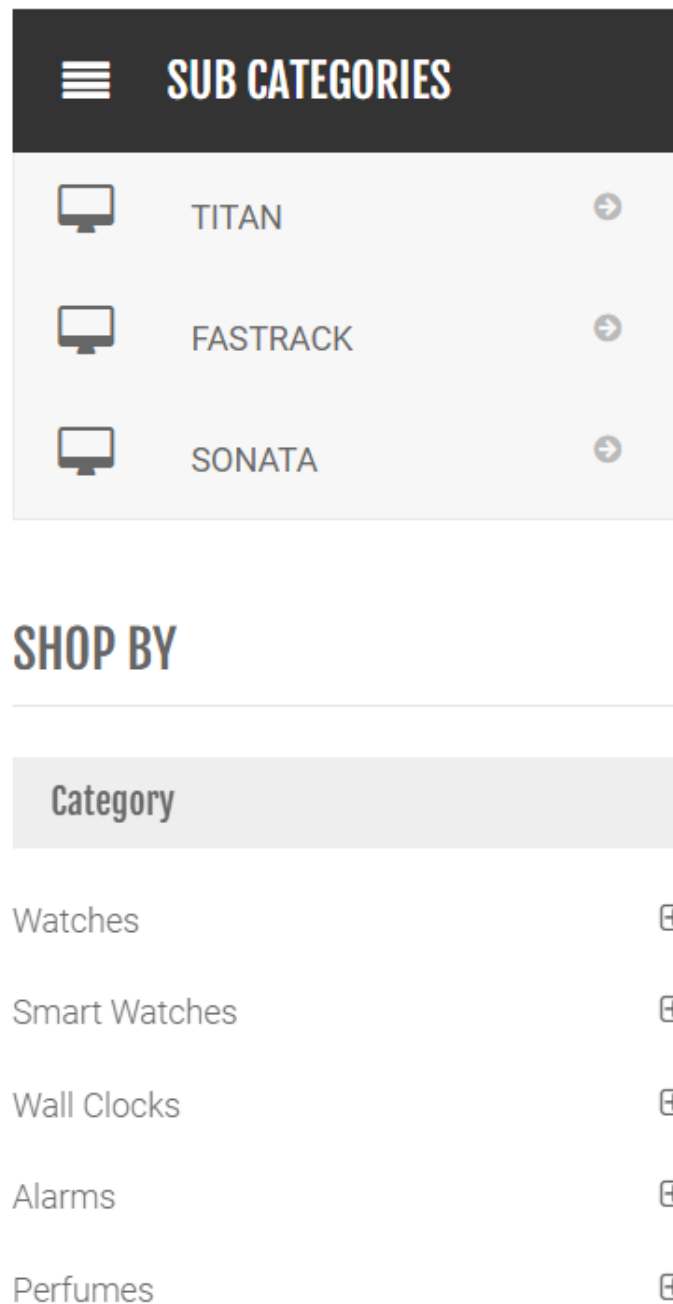 SUB CATEGORIES
TITAN
FASTRACK
SONATA
SHOP BY
Category
Watches
Smart Watches
Wall Clocks
Alarms
Perfumes